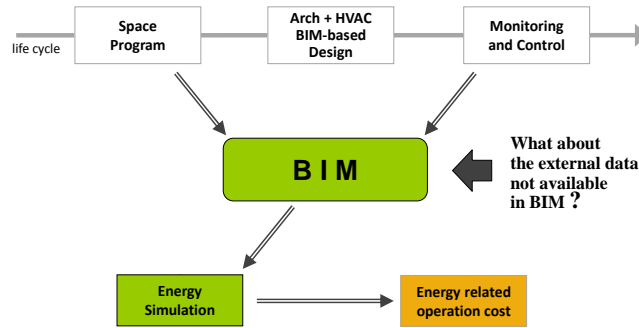 life cycle
Space
Program
Arch + HVAC
BIM-based
Design
Monitoring
and Control
B I M
What about
the external data
not available
in BIM ?
Energy
Simulation
Energy related
operation cost